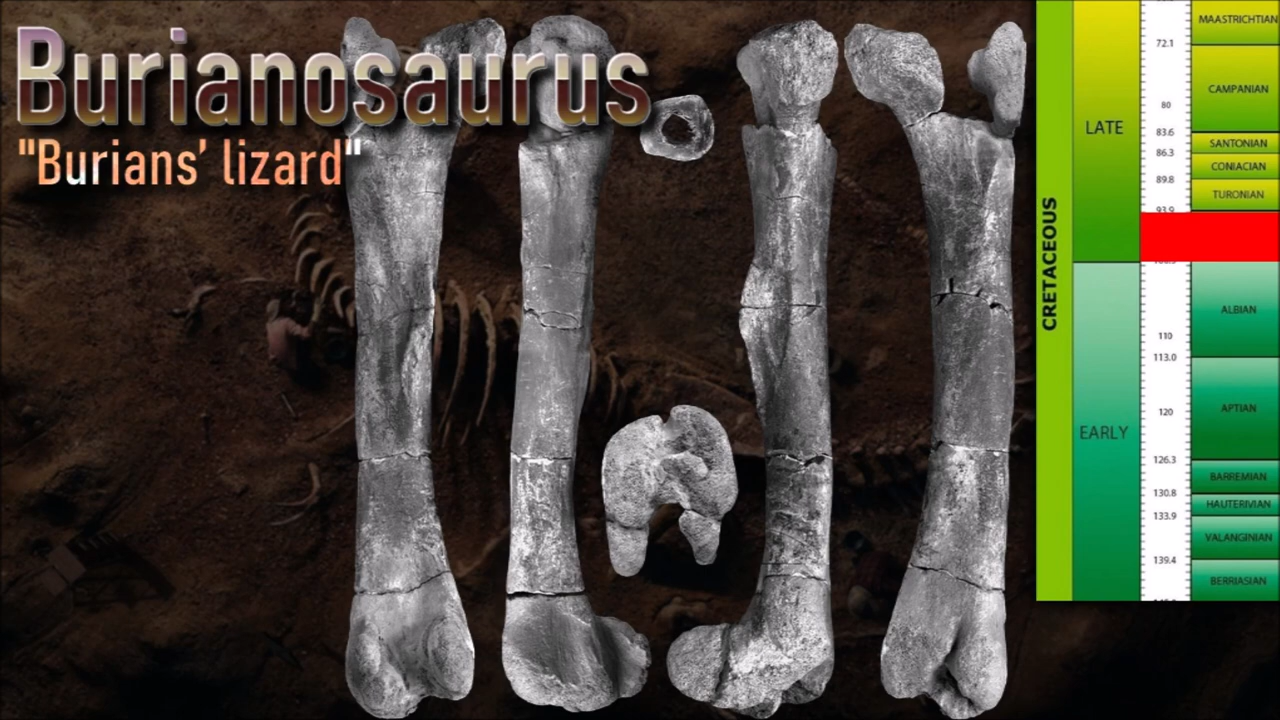 Burianosaurus
"Burians' lizard"
CRETACEOUS
LATE
EARLY
72.1
80
83.6
86.3
89.8
93.9
110
113.0
120
126.3
130.8
133.9
139.4
MAASTRICHTIAN
CAMPANIAN
SANTONIAN
CONIACIAN
TURONIAN
ALBIAN
APTIAN
BARREMIAN
HAUTERIVIAN
VALANGINIAN
BERRIASIAN